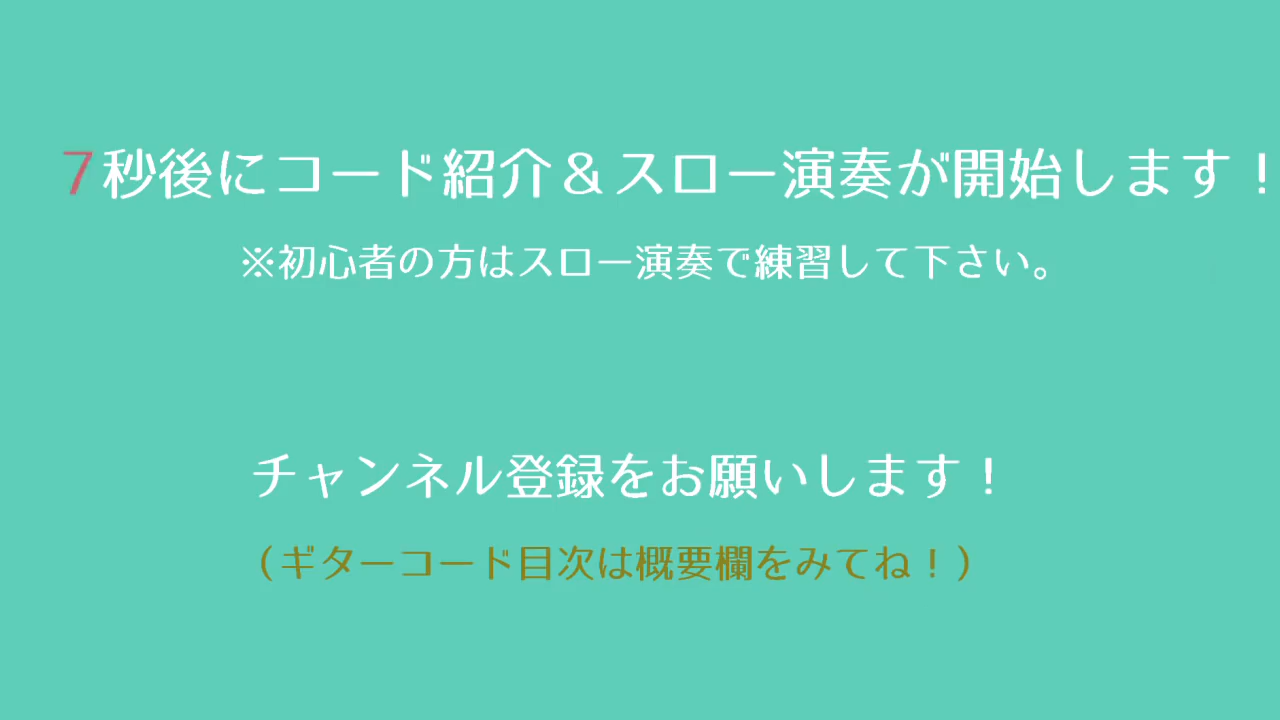 7秒後にコード紹介＆スロー演奏が開始します！
※初心者の方はスロー演奏で練習して下さい。
チャンネル登録をお願いします！
（ギターコード目次は概要欄をみてね！）